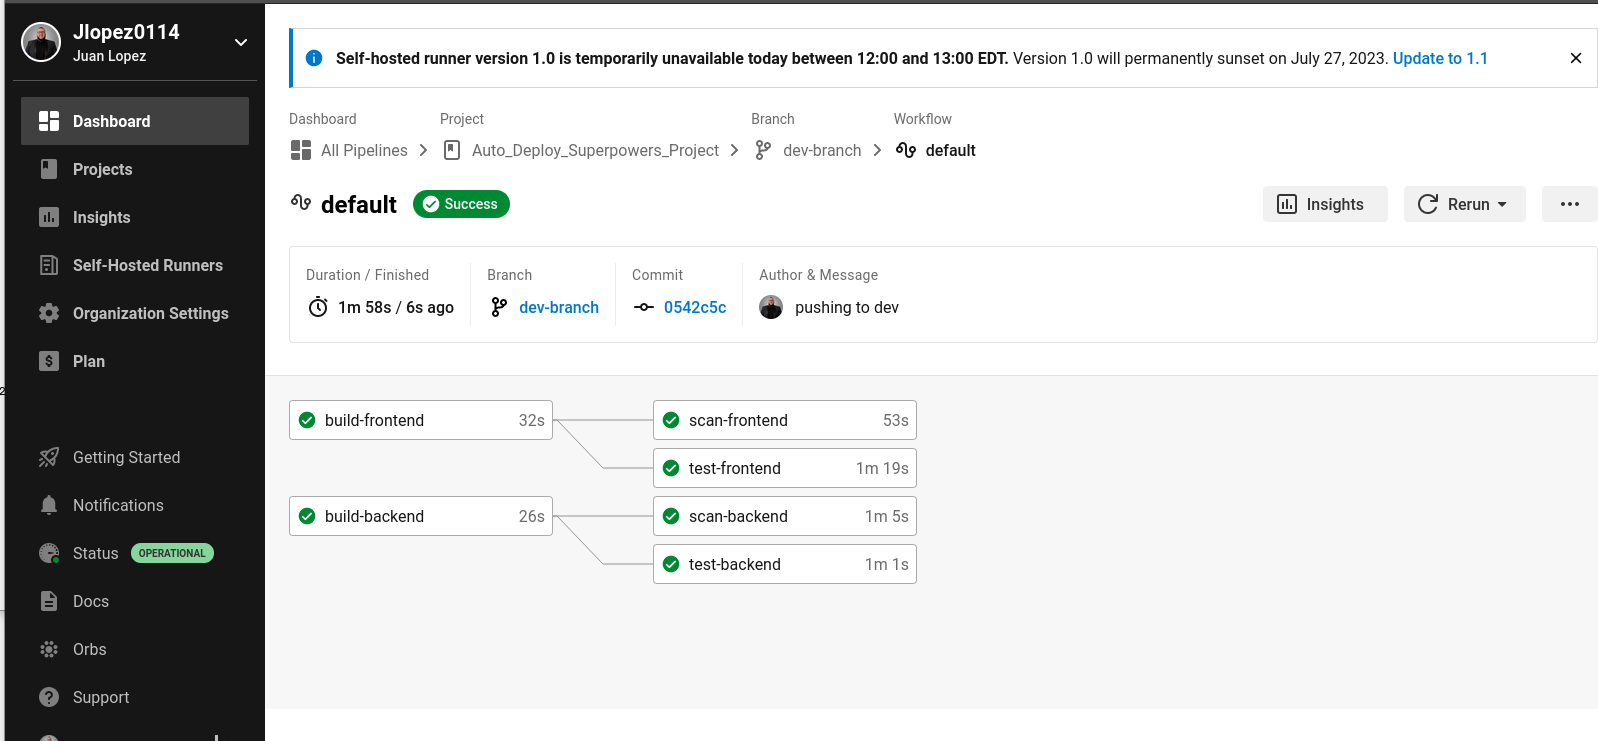 Jlopez0114
Juan Lopez
Dashboard
Projects
Insights
Self-Hosted Runners
Organization Settings
Plan
Getting Started
Notifications
Status OPERATIONAL
Docs
Orbs
Support
2
Self-hosted runner version 1.0 is temporarily unavailable today between 12:00 and 13:00 EDT. Version 1.0 will permanently sunset on July 27, 2023. Update to 1.1
Dashboard Project Branch Workflow
All Pipelines Auto_Deploy_Superpowers_Project dev-branch default
default Success Insights Rerun
Duration / Finished Branch Commit Author & Message
1m 58s / 6s ago dev-branch 0542c5c pushing to dev
build-frontend 32s scan-frontend 53s
test-frontend 1m 19s
build-backend 26s scan-backend 1m 5s
test-backend 1m 1s